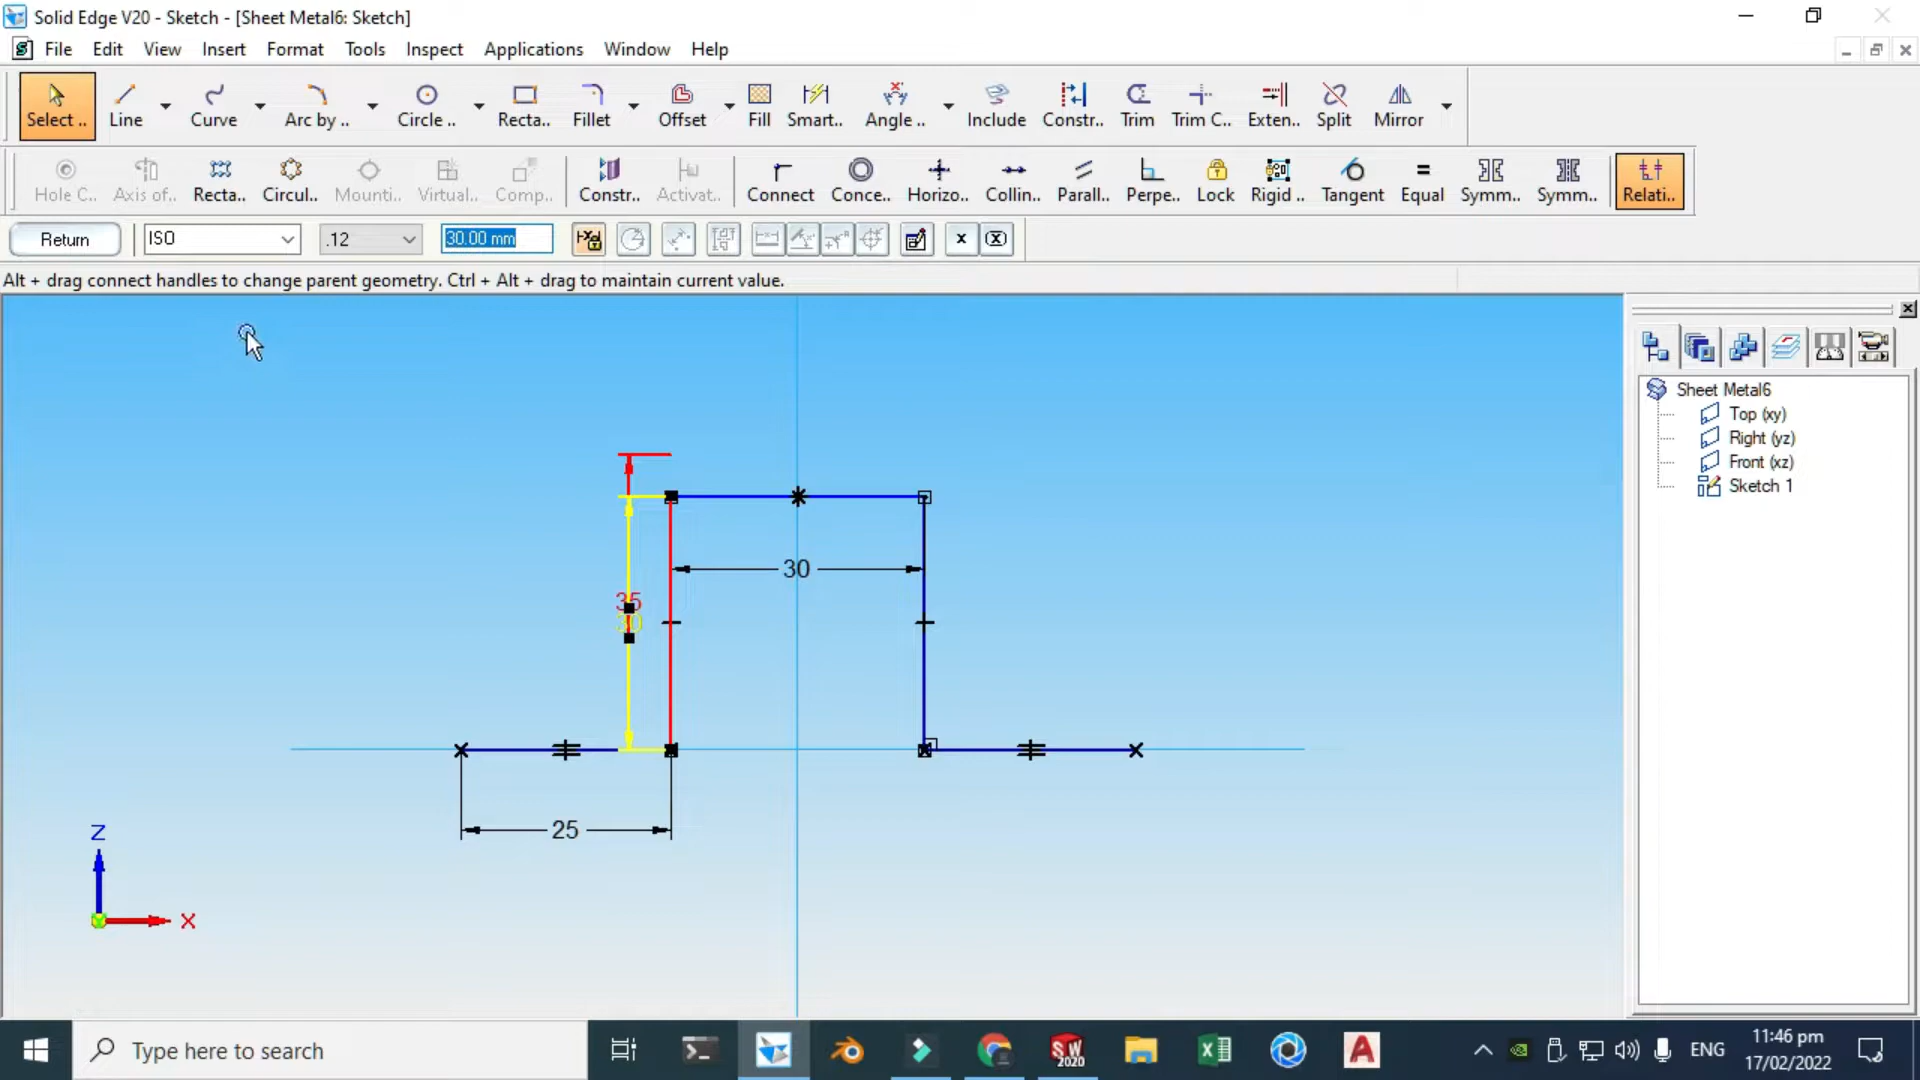 Solid Edge V20 - Sketch - [Sheet Metal6: Sketch]
File Edit View Insert Format Tools Inspect Applications Window Help
Select .. Line Curve Arc by .. Circle .. Recta.. Fillet Offset Fill Smart.. Angle .. Include Constr.. Trim Trim C.. Exten.. Split Mirror
Hole C.. Axis of.. Recta.. Circul.. Mounti.. Virtual.. Comp.. Constr.. Activat.. Connect Conce.. Horizo.. Collin.. Parall.. Perpe.. Lock Rigid .. Tangent Equal Symm.. Symm.. Relati..
Return ISO .12 30.00 mm
Alt + drag connect handles to change parent geometry. Ctrl + Alt + drag to maintain current value.
Sheet Metal6
Top (xy)
Right (yz)
Front (xz)
Sketch 1
30
35
30
25
Z
X
Type here to search
SW
2020
ENG
11:46 pm
17/02/2022